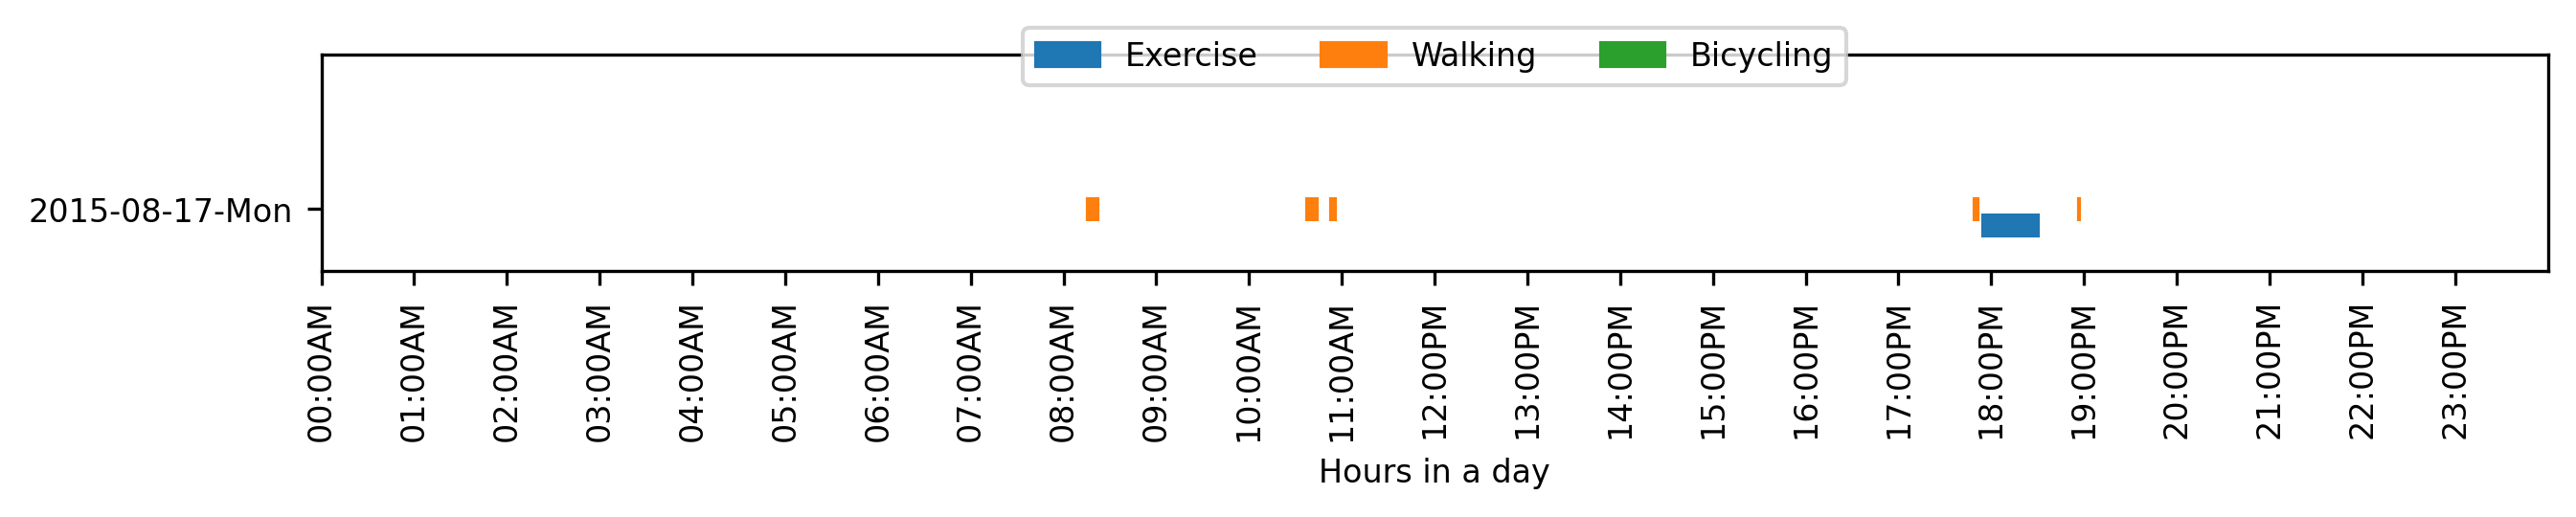 Exercise Walking Bicycling
2015-08-17-Mon
00:00AM
01:00AM
02:00AM
03:00AM
04:00AM
05:00AM
06:00AM
07:00AM
08:00AM
09:00AM
10:00AM
11:00AM
12:00PM
13:00PM
14:00PM
15:00PM
16:00PM
17:00PM
18:00PM
19:00PM
20:00PM
21:00PM
22:00PM
23:00PM
Hours in a day